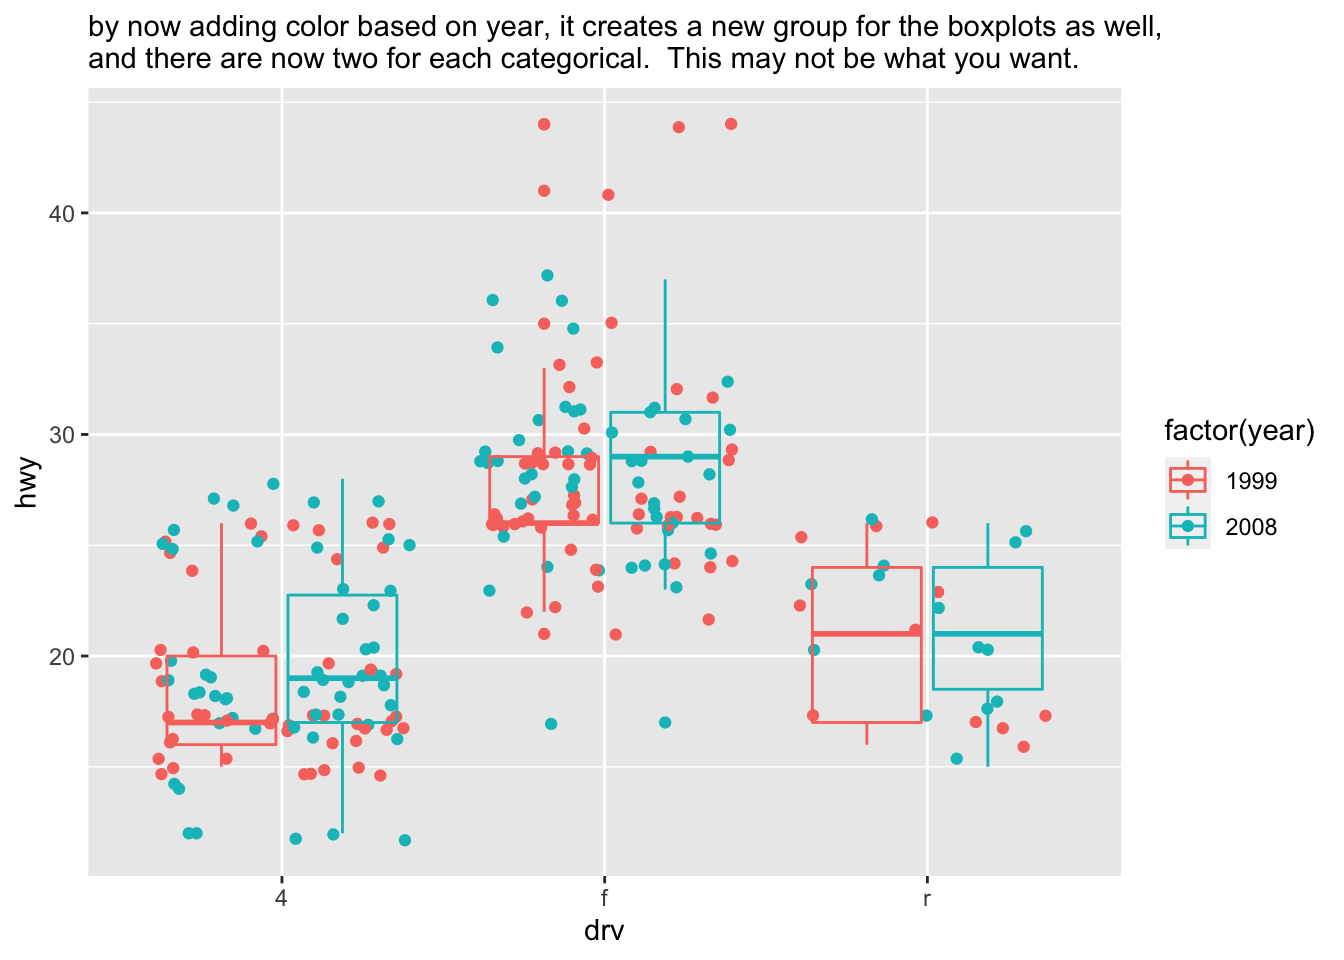 by now adding color based on year, it creates a new group for the boxplots as well,
and there are now two for each categorical.  This may not be what you want.
40
30
20
hwy
4
f
r
drv
factor(year)
1999
2008